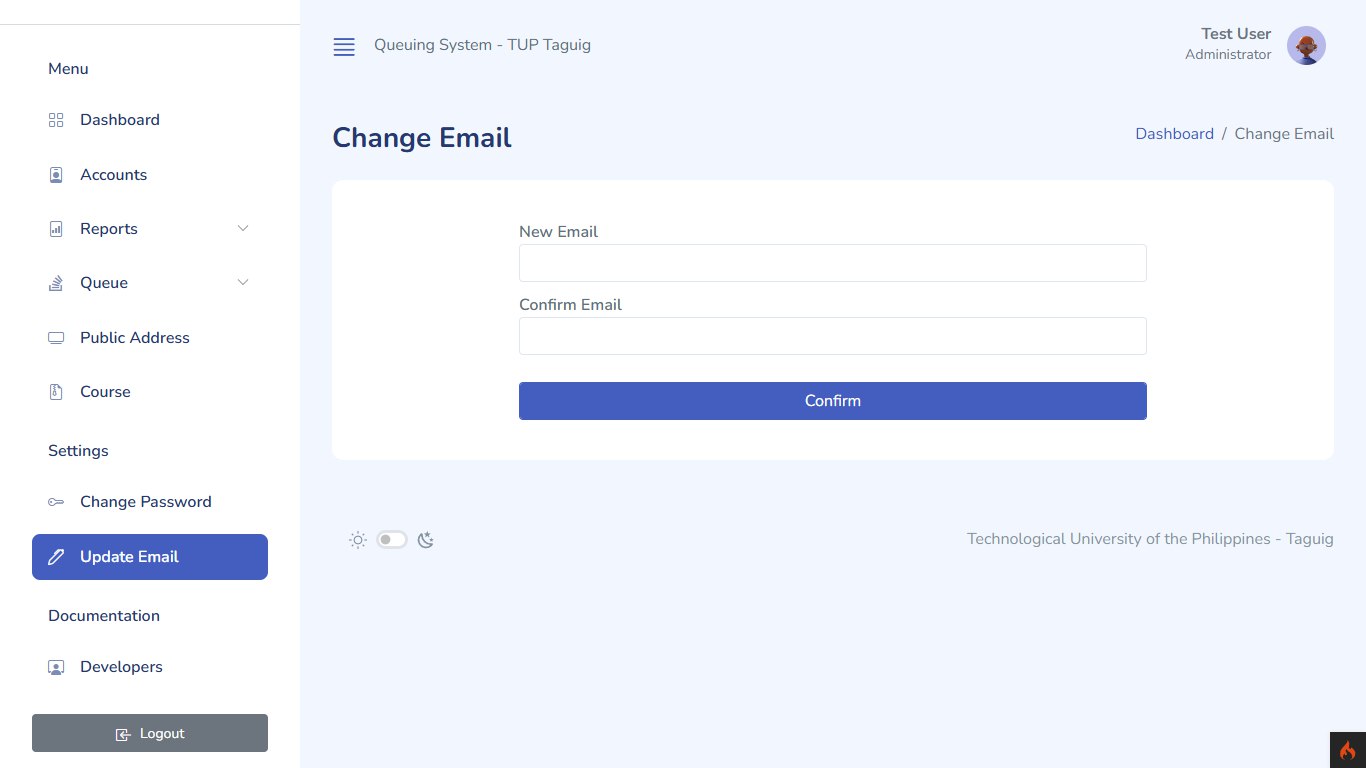 Menu
Dashboard
Accounts
Reports
Queue
Public Address
Course
Settings
Change Password
Update Email
Documentation
Developers
Logout
Queuing System - TUP Taguig
Test User
Administrator
Change Email
Dashboard / Change Email
New Email
Confirm Email
Confirm
Technological University of the Philippines - Taguig